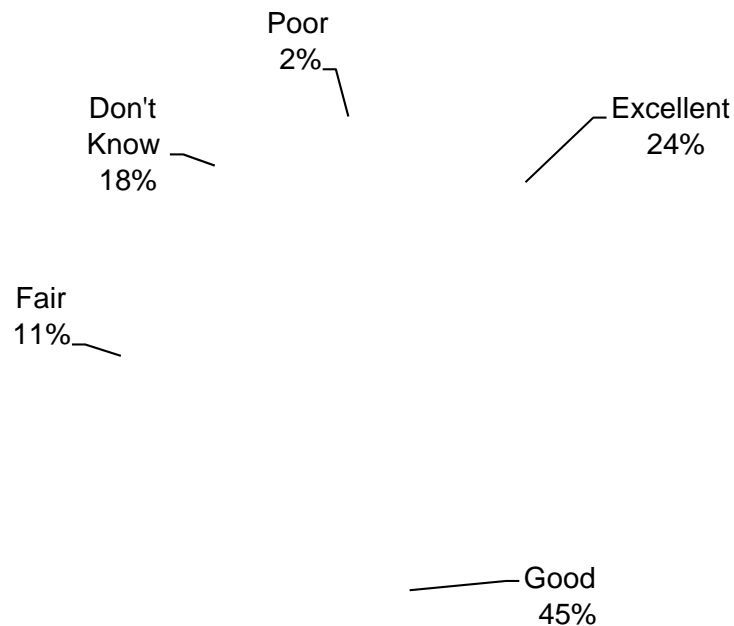 Poor
2%
Don't
Know
18%
Excellent
24%
Fair
11%
Good
45%